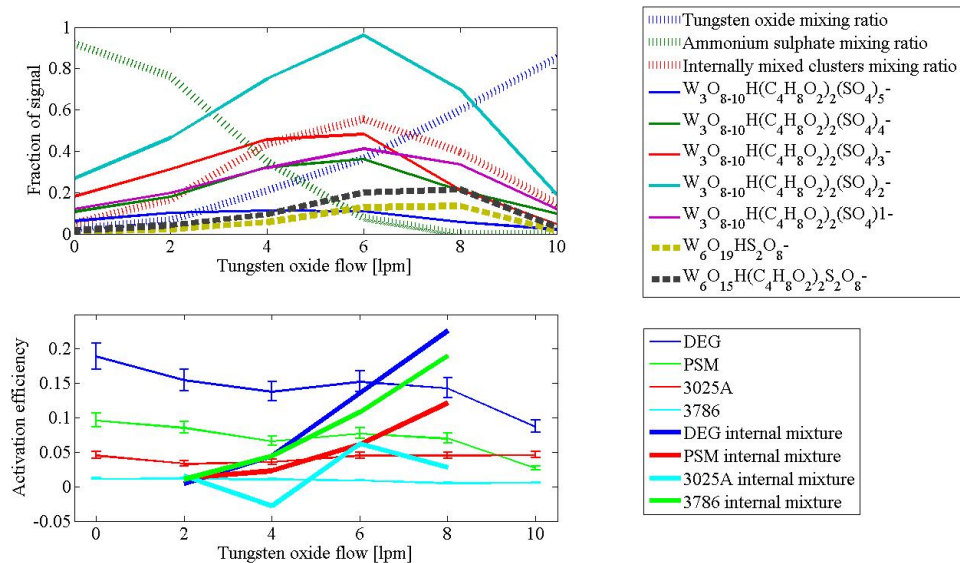 1
0.8
0.6
0.4
0.2
0
Fraction of signal
0 2 4 6 8 10
Tungsten oxide flow [lpm]
Tungsten oxide mixing ratio
Ammonium sulphate mixing ratio
Internally mixed clusters mixing ratio
W3O8-10H(C4H8O2)2(SO4)5-
W3O8-10H(C4H8O2)2(SO4)4-
W3O8-10H(C4H8O2)2(SO4)3-
W3O8-10H(C4H8O2)2(SO4)2-
W3O8-10H(C4H8O2)2(SO4)1-
W6O19HS2O8-
W6O15H(C4H8O2)2S2O8-
0.2
0.15
0.1
0.05
0
-0.05
Activation efficiency
0 2 4 6 8 10
Tungsten oxide flow [lpm]
DEG
PSM
3025A
3786
DEG internal mixture
PSM internal mixture
3025A internal mixture
3786 internal mixture